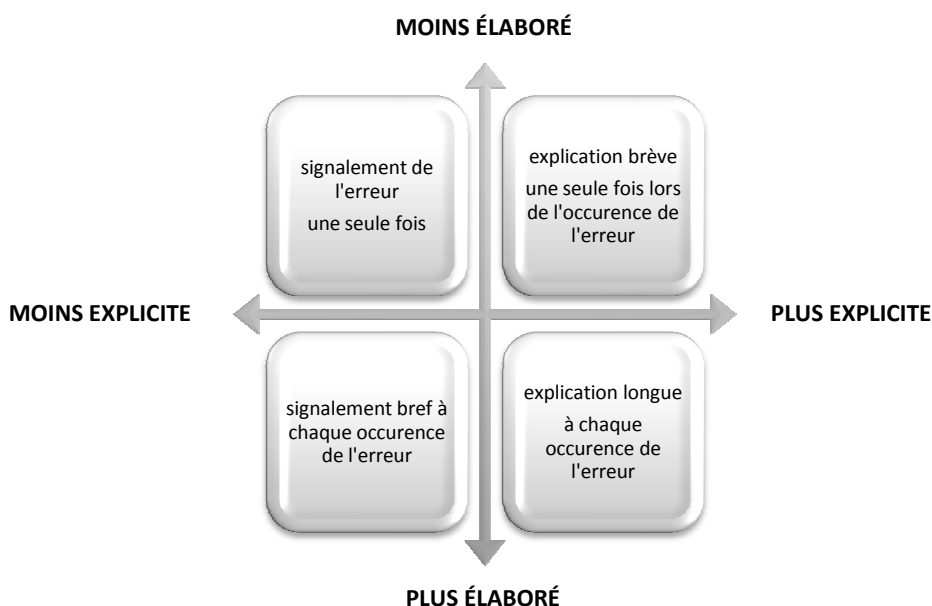 MOINS ÉLABORÉ
signalement de
l'erreur
une seule fois
explication brève
une seule fois lors
de l'occurence de
l'erreur
MOINS EXPLICITE
PLUS EXPLICITE
signalement bref à
chaque occurence
de l'erreur
explication longue
à chaque
occurence de
l'erreur
PLUS ÉLABORÉ